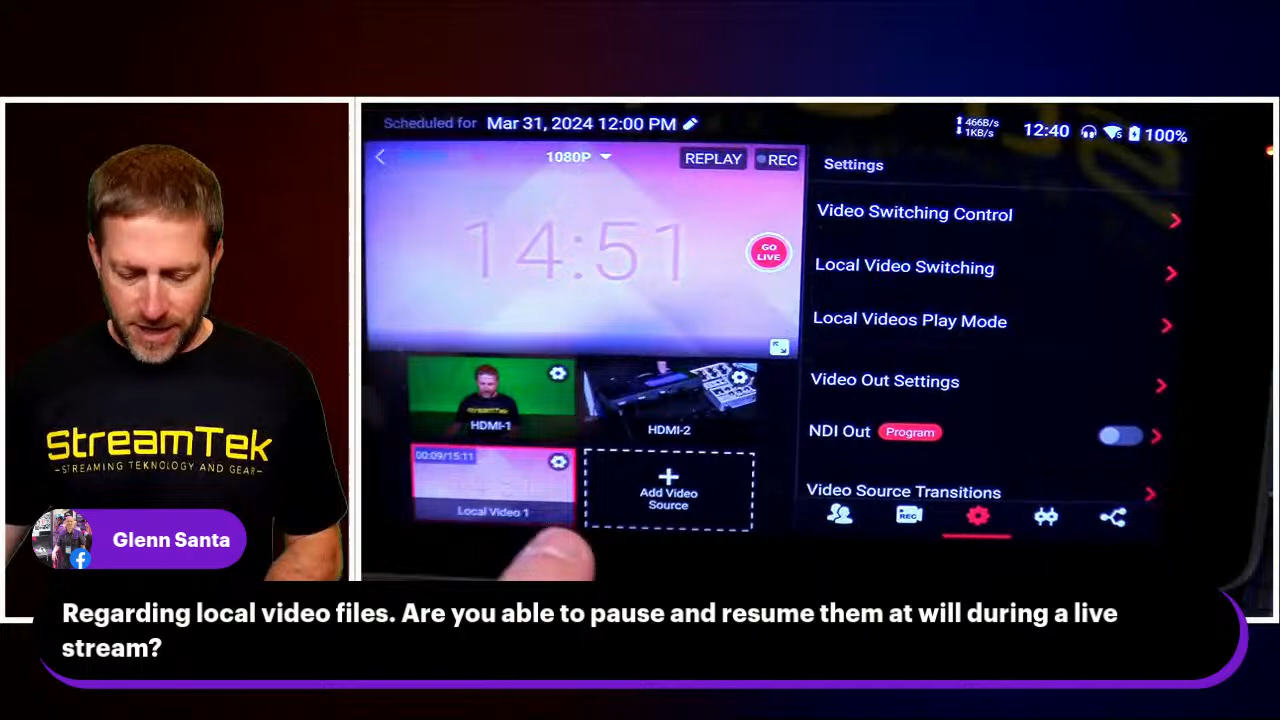 Scheduled for Mar 31, 2024 12:00 PM
466B/s
1KB/s
12:40
100%
1080P
REPLAY
REC
14:51
GO
LIVE
HDMI-1
HDMI-2
00:09/15:11
Local Video 1
Add Video
Source
Settings
Video Switching Control
Local Video Switching
Local Videos Play Mode
Video Out Settings
NDI Out Program
Video Source Transitions
REC
STREAMTEK
-STREAMING TEKNOLOGY AND GEAR-
Glenn Santa
Regarding local video files. Are you able to pause and resume them at will during a live
stream?